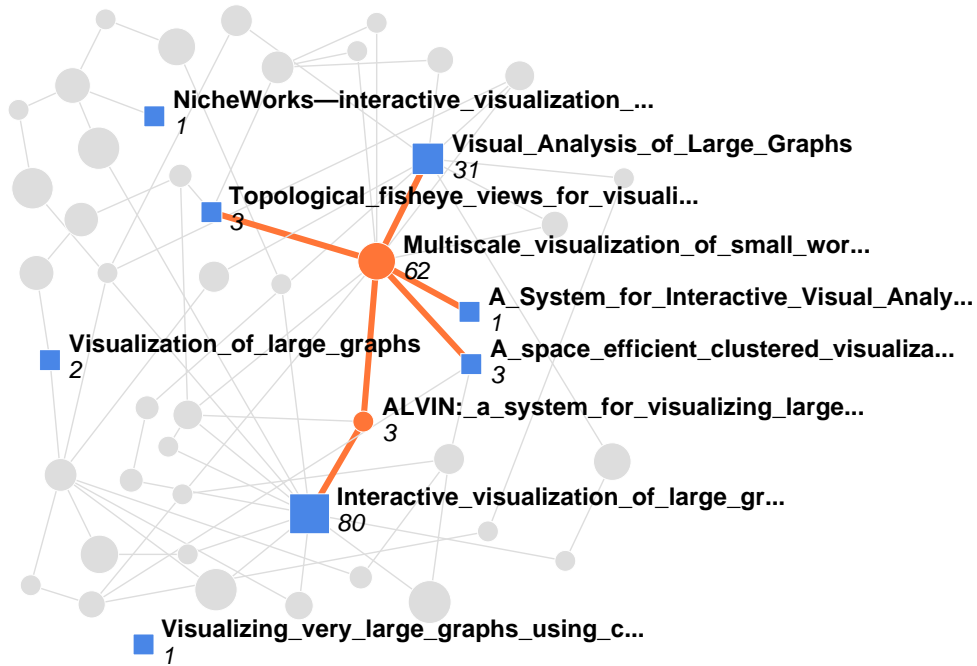 NicheWorks—interactive_visualization_...
1
Visual_Analysis_of_Large_Graphs
31
Topological_fisheye_views_for_visuali...
3
Multiscale_visualization_of_small_wor...
62
A_System_for_Interactive_Visual_Analy...
1
Visualization_of_large_graphs
2
A_space_efficient_clustered_visualiza...
3
ALVIN:_a_system_for_visualizing_large...
3
Interactive_visualization_of_large_gr...
80
Visualizing_very_large_graphs_using_c...
1